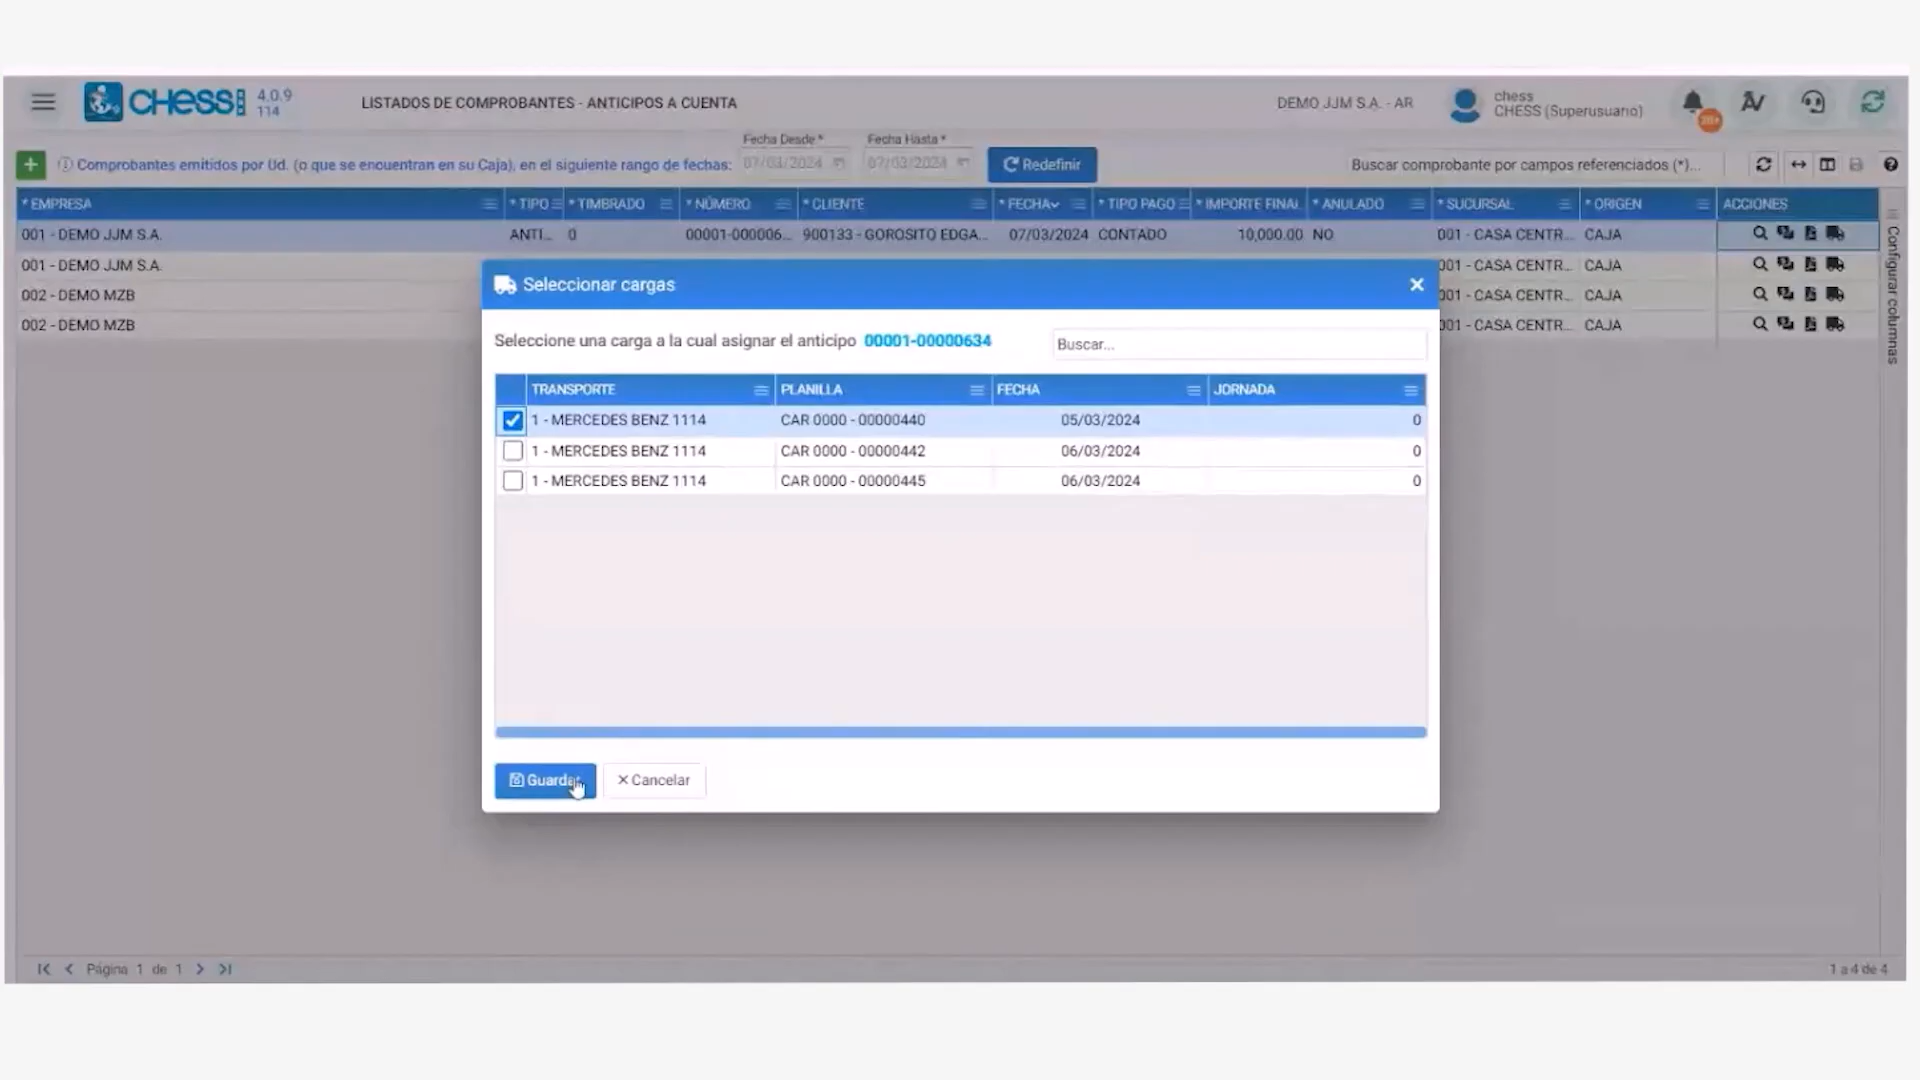 CHESS 4.0.9
114
LISTADOS DE COMPROBANTES - ANTICIPOS A CUENTA
DEMO JJM S.A. - AR
chess
CHESS (Superusuario)
Fecha Desde *
Fecha Hasta *
Comprobantes emitidos por Ud. (o que se encuentran en su Caja), en el siguiente rango de fechas:
07/03/2024
07/03/2024
Redefinir
Buscar comprobante por campos referenciados (*)...
* EMPRESA * TIPO * TIMBRADO * NÚMERO * CLIENTE * FECHA * TIPO PAGO * IMPORTE FINAL * ANULADO * SUCURSAL * ORIGEN ACCIONES
001 - DEMO JJM S.A. ANTI... 0 00001-000006... 900133 - GOROSITO EDGA... 07/03/2024 CONTADO 10,000.00 NO 001 - CASA CENTR... CAJA
001 - DEMO JJM S.A. 001 - CASA CENTR... CAJA
002 - DEMO MZB 001 - CASA CENTR... CAJA
002 - DEMO MZB 001 - CASA CENTR... CAJA
Configurar columnas
Seleccionar cargas
Seleccione una carga a la cual asignar el anticipo 00001-00000634
Buscar...
TRANSPORTE PLANILLA FECHA JORNADA
1 - MERCEDES BENZ 1114 CAR 0000 - 00000440 05/03/2024 0
1 - MERCEDES BENZ 1114 CAR 0000 - 00000442 06/03/2024 0
1 - MERCEDES BENZ 1114 CAR 0000 - 00000445 06/03/2024 0
Guardar
Cancelar
Página 1 de 1
1 a 4 de 4